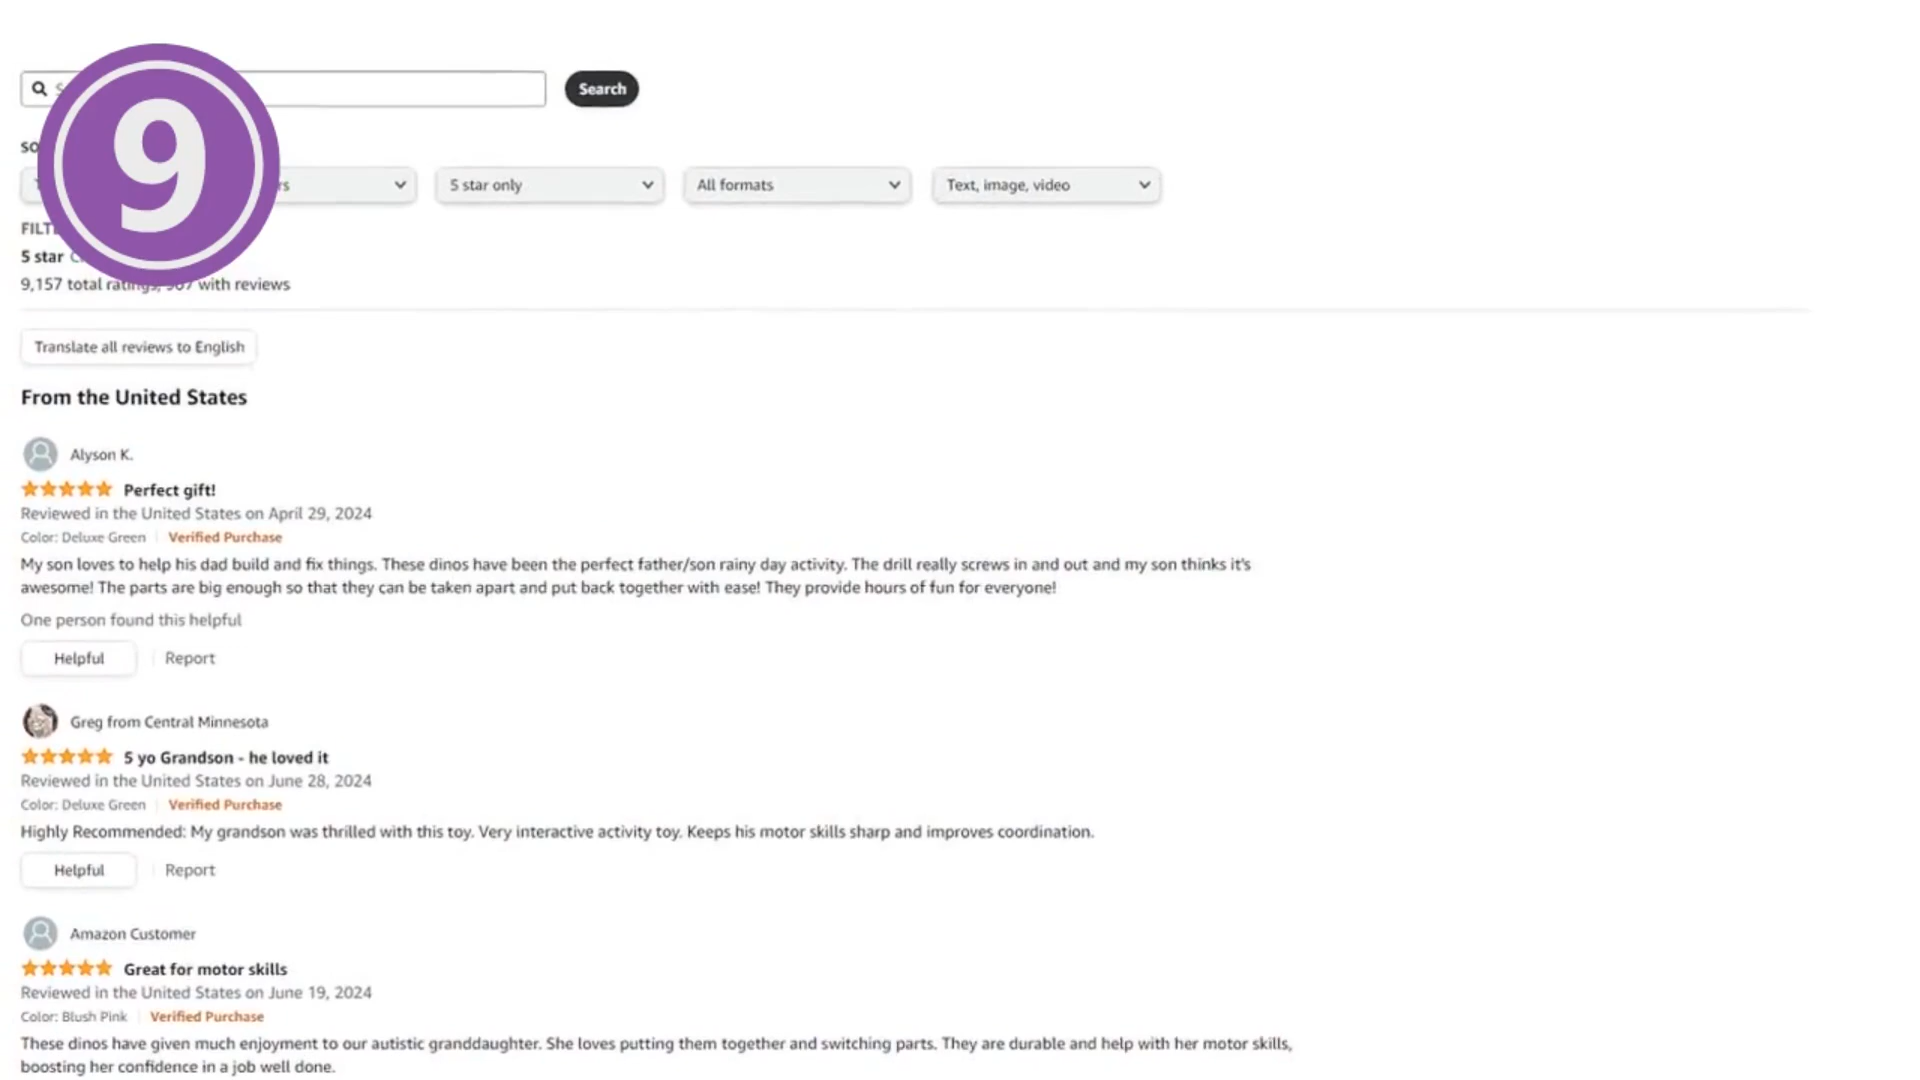 9
Search
5 star only
All formats
Text, image, video
5 star
9,157 total ratings, with reviews
Translate all reviews to English
From the United States
Alyson K.
Perfect gift!
Reviewed in the United States on April 29, 2024
Color: Deluxe Green | Verified Purchase
My son loves to help his dad build and fix things. These dinos have been the perfect father/son rainy day activity. The drill really screws in and out and my son thinks it's
awesome! The parts are big enough so that they can be taken apart and put back together with ease! They provide hours of fun for everyone!
One person found this helpful
Helpful | Report
Greg from Central Minnesota
5 yo Grandson - he loved it
Reviewed in the United States on June 28, 2024
Color: Deluxe Green | Verified Purchase
Highly Recommended: My grandson was thrilled with this toy. Very interactive activity toy. Keeps his motor skills sharp and improves coordination.
Helpful | Report
Amazon Customer
Great for motor skills
Reviewed in the United States on June 19, 2024
Color: Blush Pink | Verified Purchase
These dinos have given much enjoyment to our autistic granddaughter. She loves putting them together and switching parts. They are durable and help with her motor skills,
boosting her confidence in a job well done.